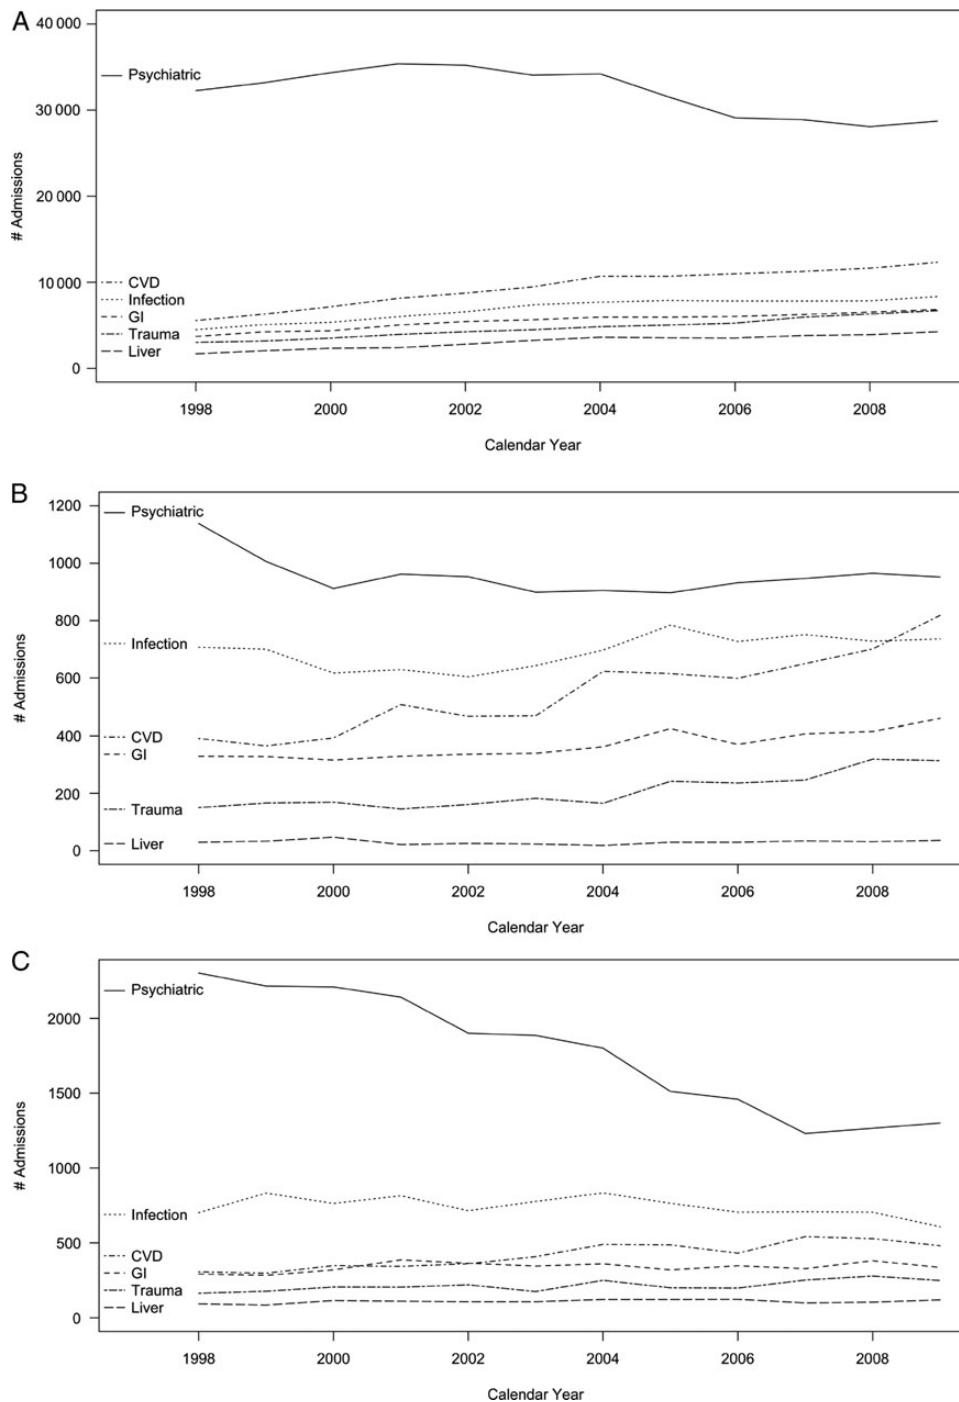 A
40 000
Psychiatric
30 000
20 000
# Admissions
10 000
CVD
Infection
GI
Trauma
Liver
0
1998 2000 2002 2004 2006 2008
Calendar Year
B
1200
Psychiatric
1000
800
Infection
600
# Admissions
400
CVD
GI
200
Trauma
Liver
0
1998 2000 2002 2004 2006 2008
Calendar Year
C
Psychiatric
2000
1500
# Admissions
1000
Infection
500
CVD
GI
Trauma
Liver
0
1998 2000 2002 2004 2006 2008
Calendar Year